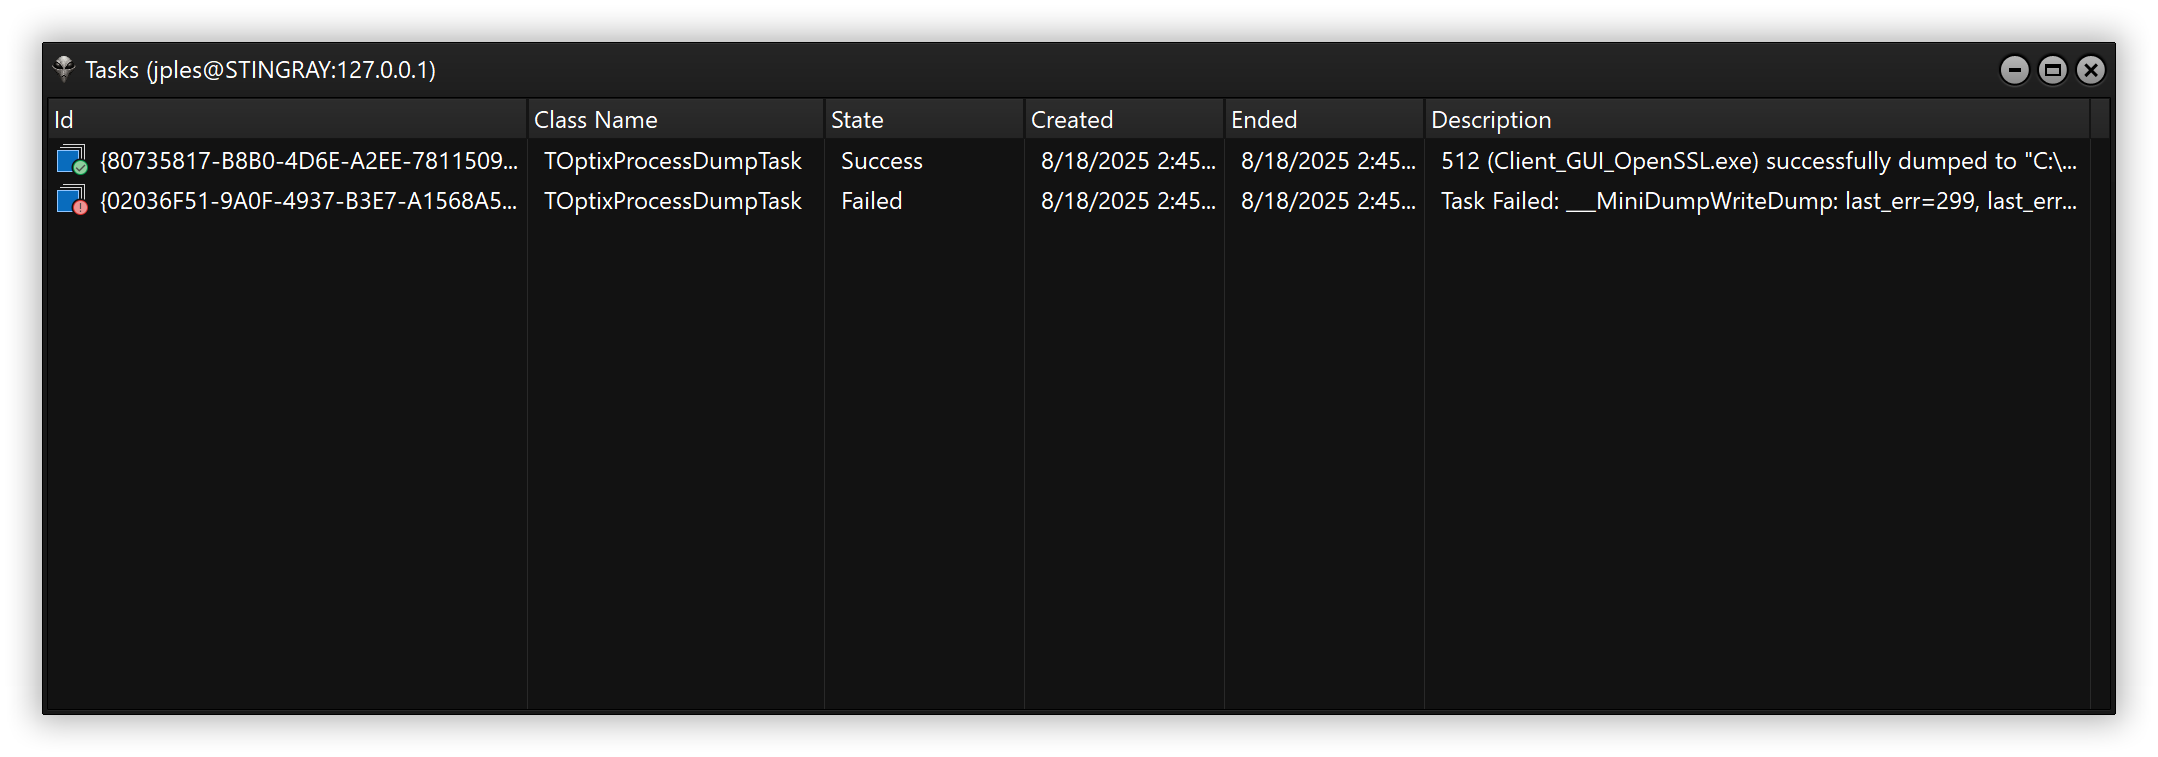 Tasks (jples@STINGRAY:127.0.0.1)
Id Class Name State Created Ended Description
{80735817-B8B0-4D6E-A2EE-7811509... TOptixProcessDumpTask Success 8/18/2025 2:45... 8/18/2025 2:45... 512 (Client_GUI_OpenSSL.exe) successfully dumped to "C:\...
{02036F51-9A0F-4937-B3E7-A1568A5... TOptixProcessDumpTask Failed 8/18/2025 2:45... 8/18/2025 2:45... Task Failed: ___MiniDumpWriteDump: last_err=299, last_err...